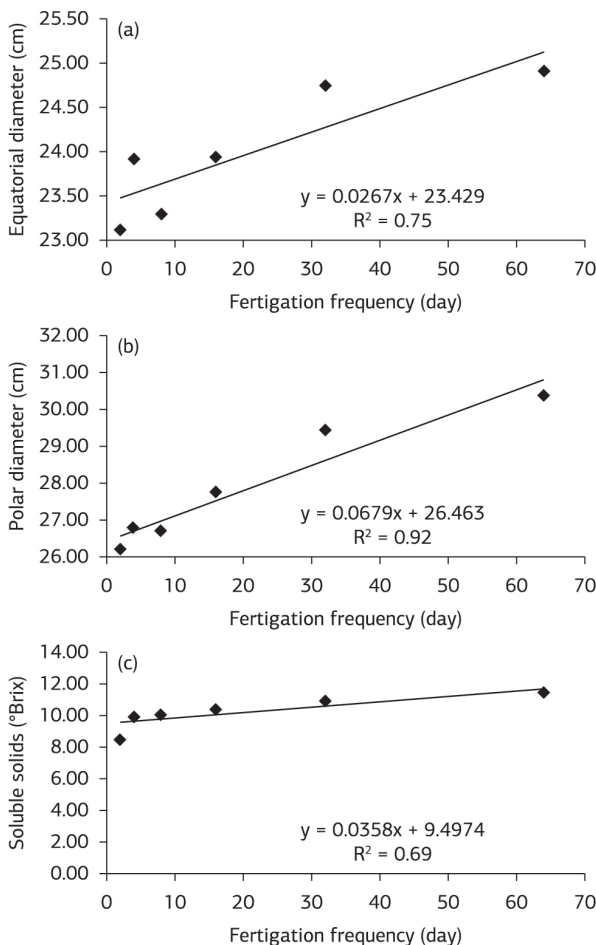 25.50
(a)
25.00
24.50
24.00
23.50
23.00
Equatorial diameter (cm)
y = 0.0267x + 23.429
R² = 0.75
0 10 20 30 40 50 60 70
Fertigation frequency (day)
32.00
(b)
31.00
30.00
29.00
28.00
27.00
26.00
Polar diameter (cm)
y = 0.0679x + 26.463
R² = 0.92
0 10 20 30 40 50 60 70
Fertigation frequency (day)
14.00
(c)
12.00
10.00
8.00
6.00
4.00
2.00
0.00
Soluble solids (°Brix)
y = 0.0358x + 9.4974
R² = 0.69
0 10 20 30 40 50 60 70
Fertigation frequency (day)